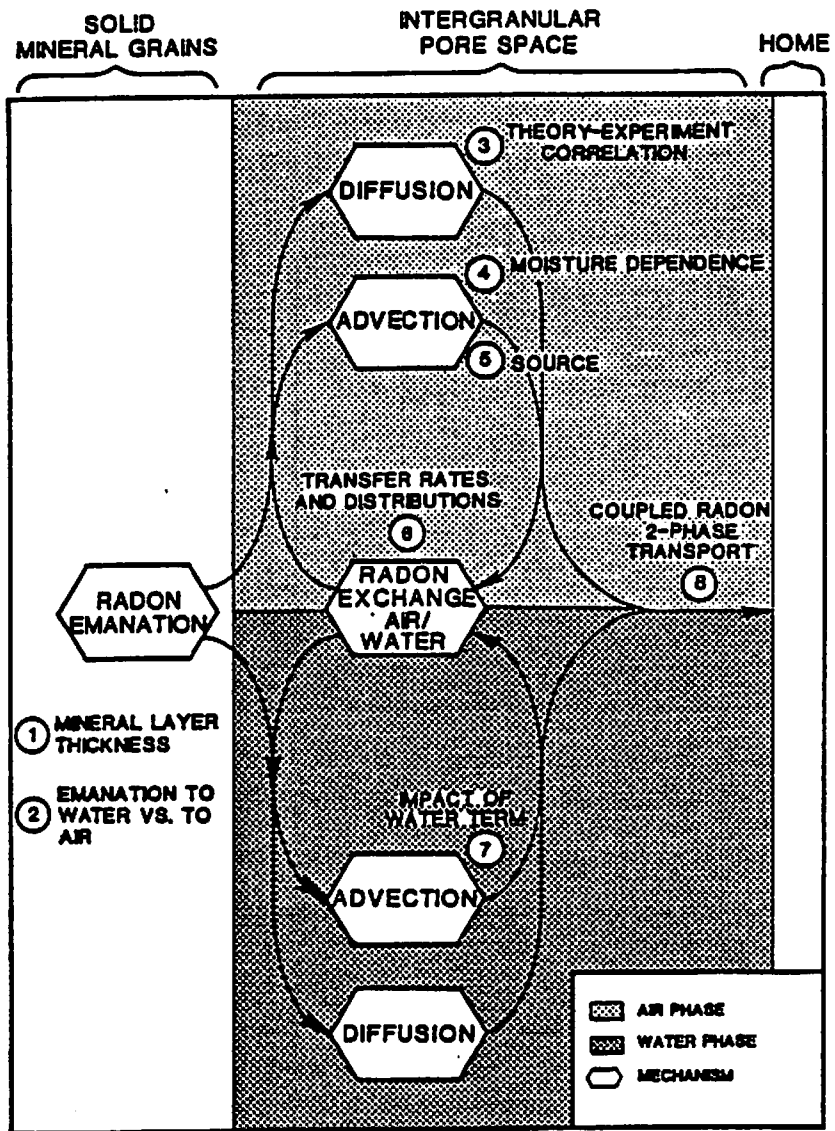 SOLID
MINERAL GRAINS
INTERGRANULAR
PORE SPACE
HOME
3 THEORY-EXPERIMENT
CORRELATION
DIFFUSION
4 MOISTURE DEPENDENCE
ADVECTION
5 SOURCE
TRANSFER RATES
AND DISTRIBUTIONS
6
COUPLED RADON
2-PHASE
TRANSPORT
8
RADON
EMANATION
RADON
EXCHANGE
AIR/
WATER
1 MINERAL LAYER
THICKNESS
2 EMANATION TO
WATER VS. TO
AIR
IMPACT OF
WATER TERM
7
ADVECTION
DIFFUSION
AIR PHASE
WATER PHASE
MECHANISM